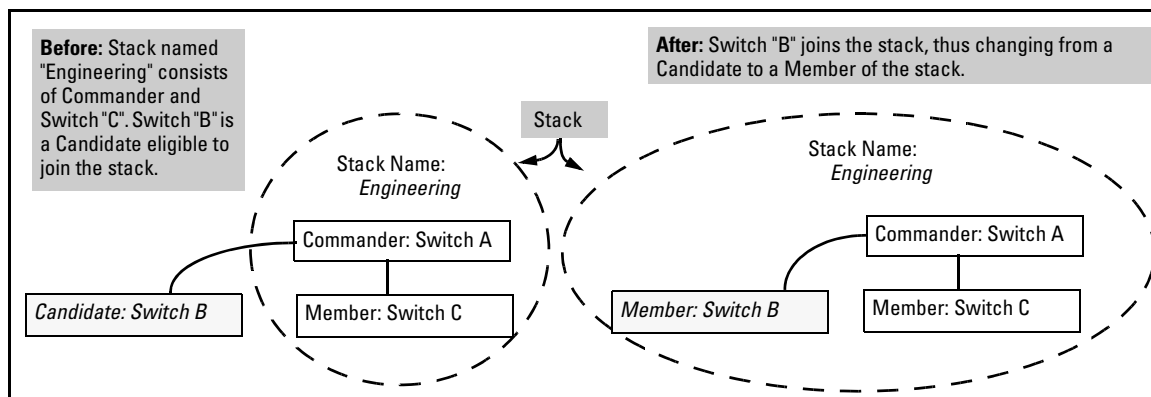 Before: Stack named
"Engineering" consists
of Commander and
Switch "C". Switch "B" is
a Candidate eligible to
join the stack.
After: Switch "B" joins the stack, thus changing from a
Candidate to a Member of the stack.
Stack
Stack Name:
Engineering
Commander: Switch A
Candidate: Switch B
Member: Switch C
Stack Name:
Engineering
Commander: Switch A
Member: Switch B
Member: Switch C